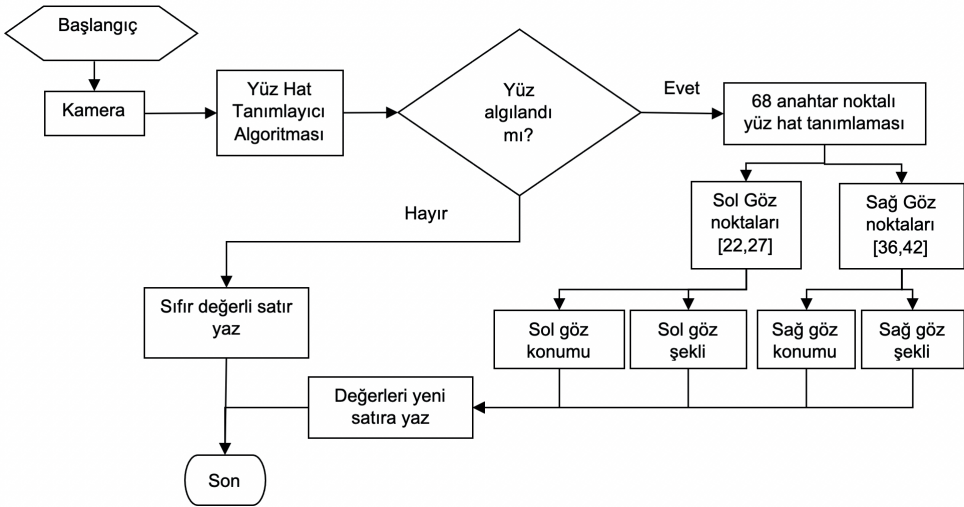 Başlangıç
Kamera
Yüz Hat
Tanımlayıcı
Algoritması
Yüz
algılandı
mı?
Evet
68 anahtar noktalı
yüz hat tanımlaması
Hayır
Sol Göz
noktaları
[22,27]
Sağ Göz
noktaları
[36,42]
Sıfır değerli satır
yaz
Sol göz
konumu
Sol göz
şekli
Sağ göz
konumu
Sağ göz
şekli
Değerleri yeni
satıra yaz
Son